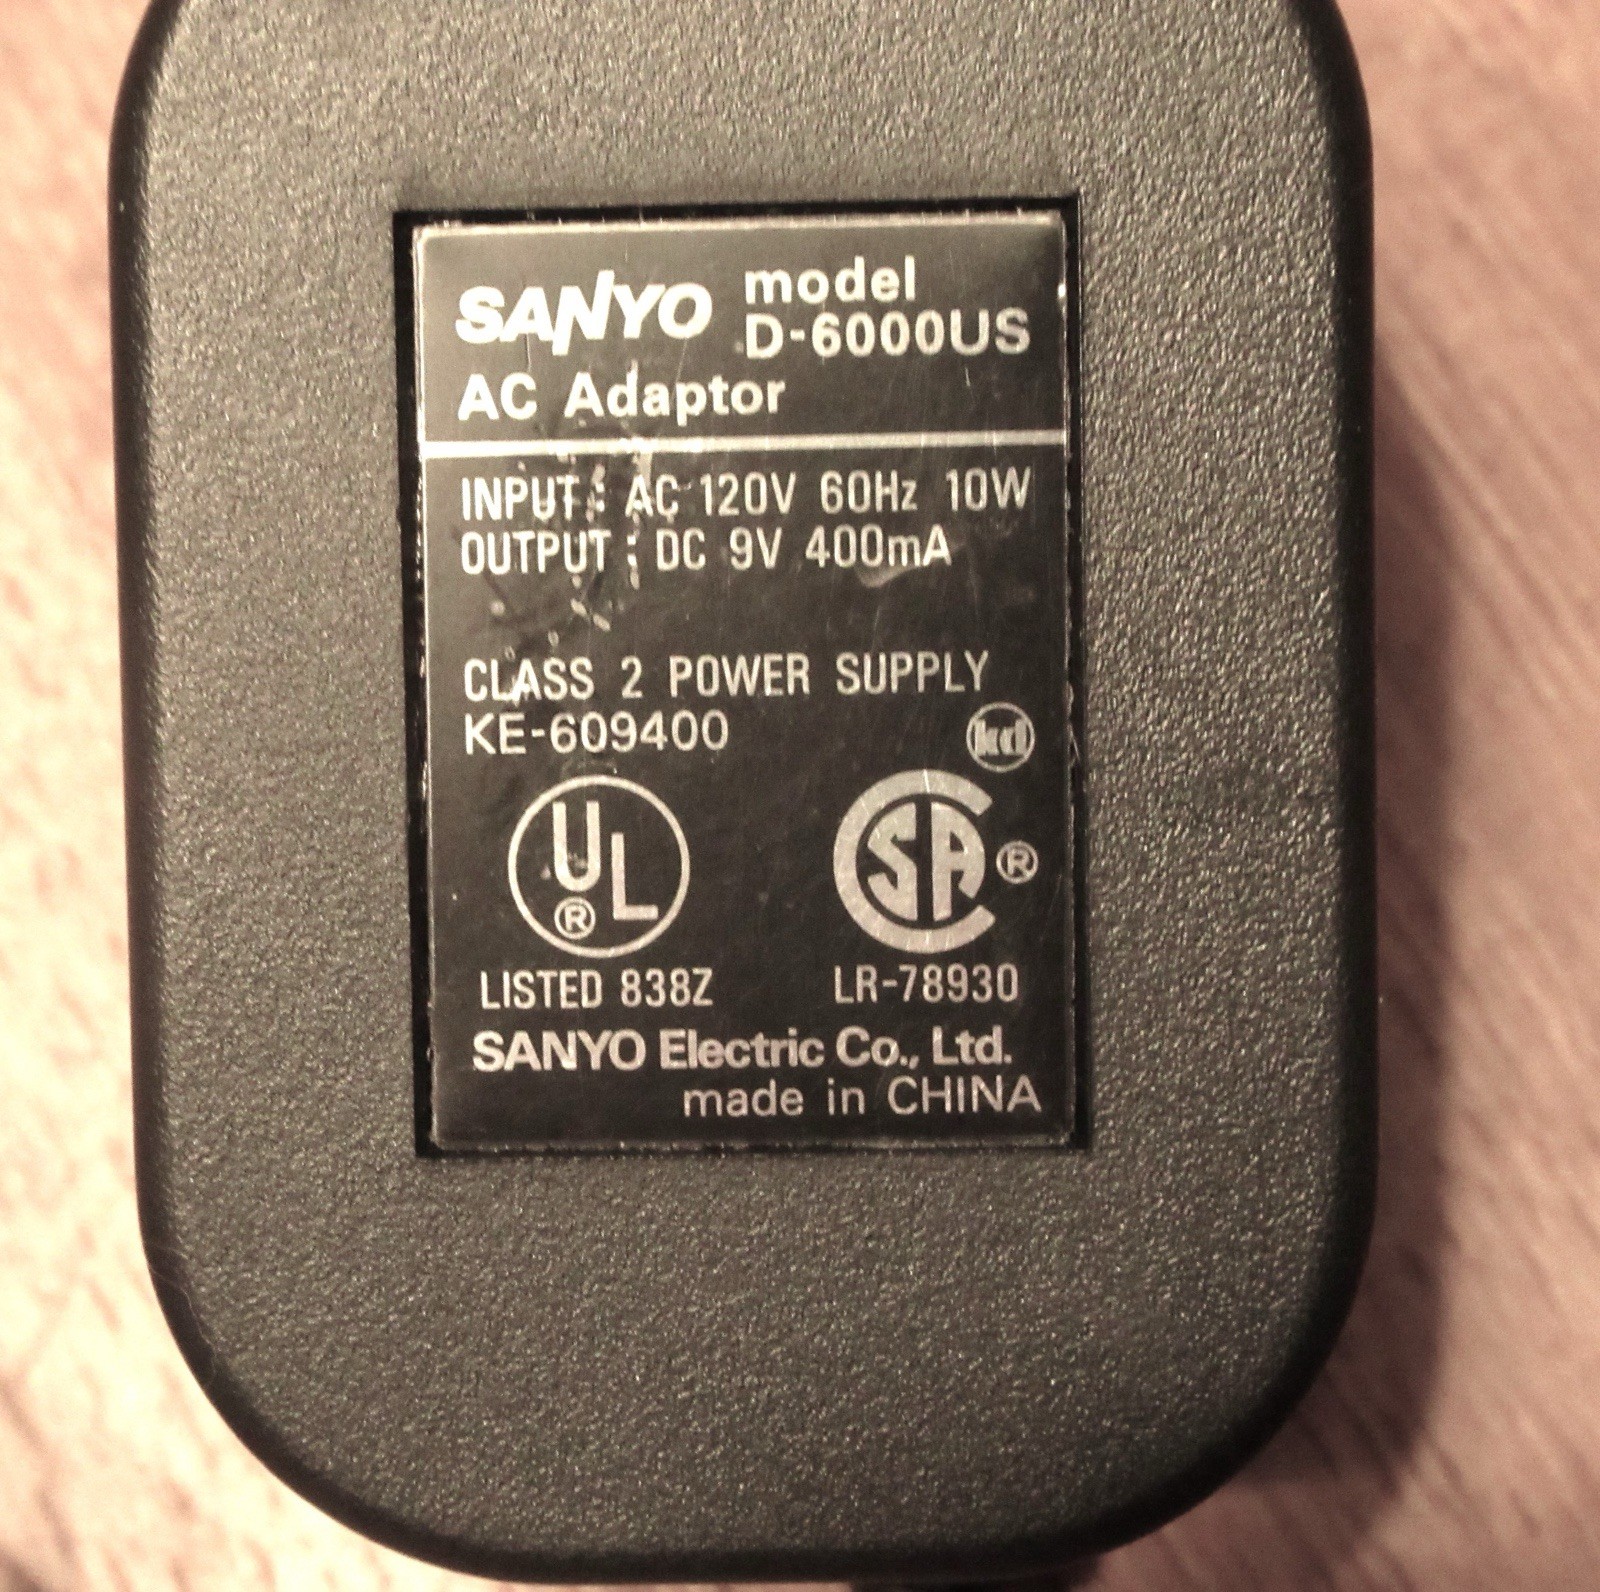 SANYO model
D-6000US
AC Adaptor
INPUT : AC 120V 60Hz 10W
OUTPUT : DC 9V 400mA
CLASS 2 POWER SUPPLY
KE-609400
UL ®
SA ®
LISTED 838Z LR-78930
SANYO Electric Co., Ltd.
made in CHINA